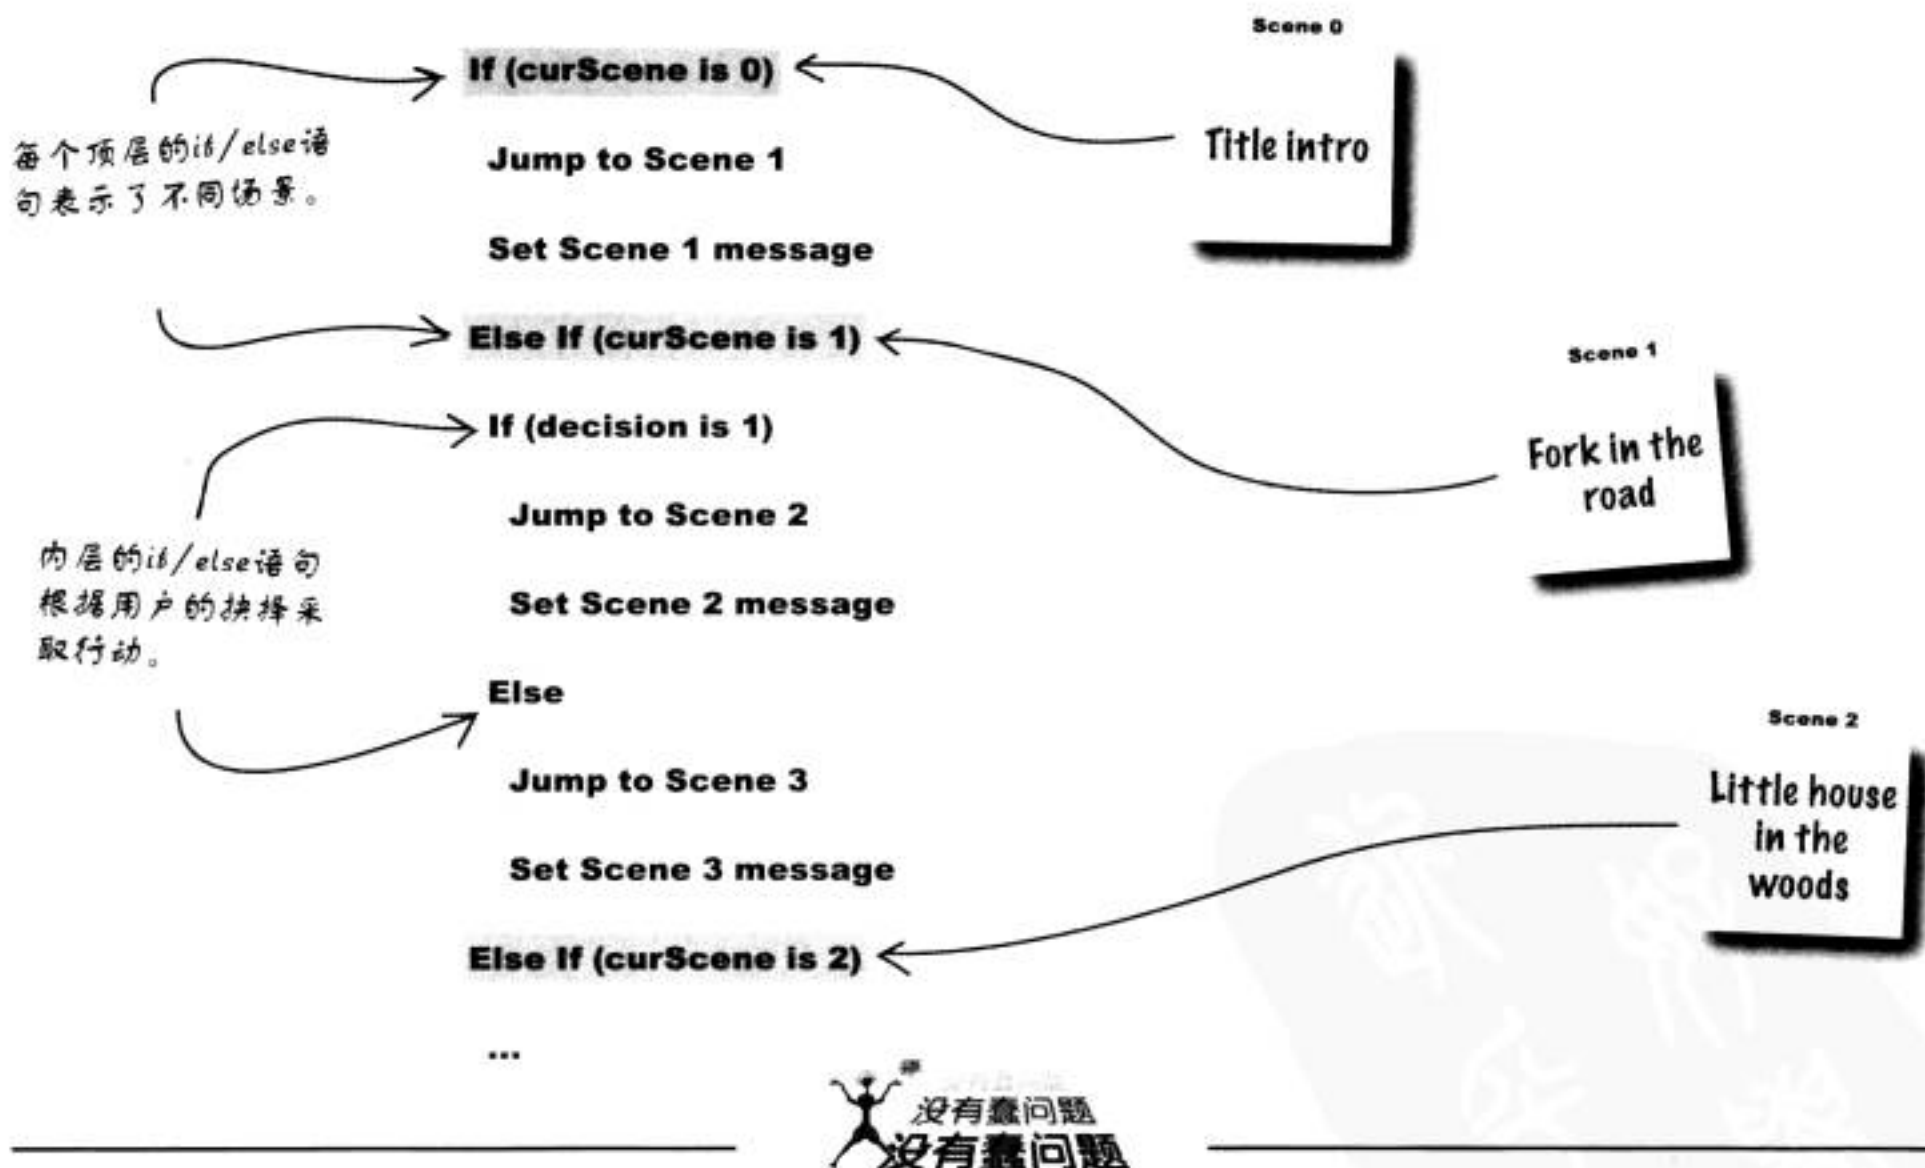 Scene 0
If (curScene is 0)
Title intro
每个顶层的if/else语
句表示了不同场景。
Jump to Scene 1
Set Scene 1 message
Else If (curScene is 1)
Scene 1
Fork in the
road
If (decision is 1)
Jump to Scene 2
内层的if/else语句
根据用户的抉择采
取行动。
Set Scene 2 message
Else
Scene 2
Jump to Scene 3
Little house
in the
woods
Set Scene 3 message
Else If (curScene is 2)
...
没有蠢问题
没有蠢问题